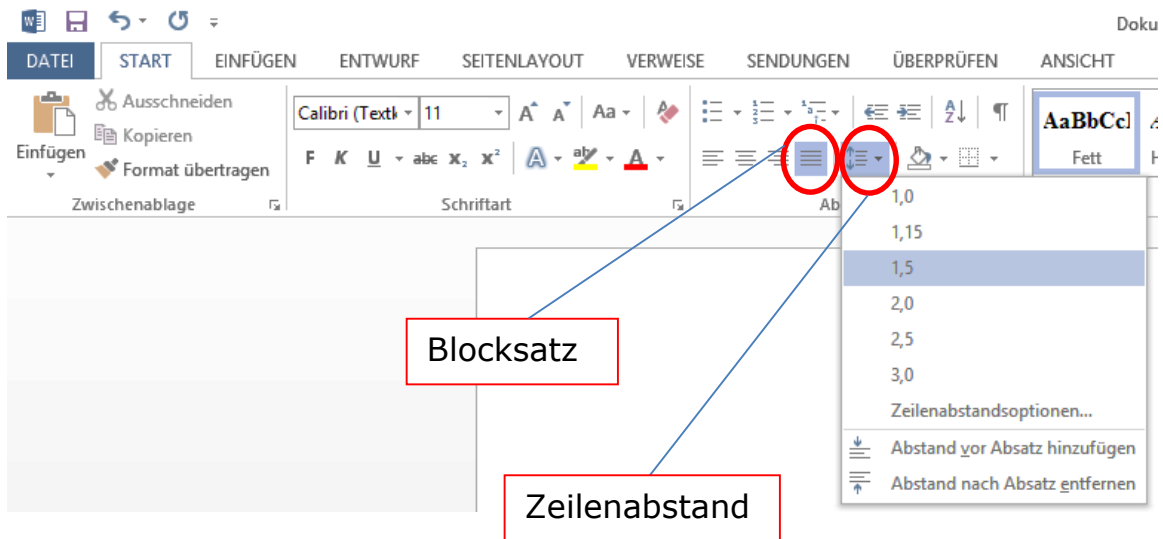 Doku
DATEI START EINFÜGEN ENTWURF SEITENLAYOUT VERWEISE SENDUNGEN ÜBERPRÜFEN ANSICHT
Ausschneiden
Kopieren
Einfügen
Format übertragen
Zwischenablage
Calibri (Textk 11
Aa
F K U abc x₂ x²
Schriftart
Ab
AaBbCcl
Fett
1,0
1,15
1,5
2,0
2,5
3,0
Zeilenabstandsoptionen...
Abstand vor Absatz hinzufügen
Abstand nach Absatz entfernen
Blocksatz
Zeilenabstand